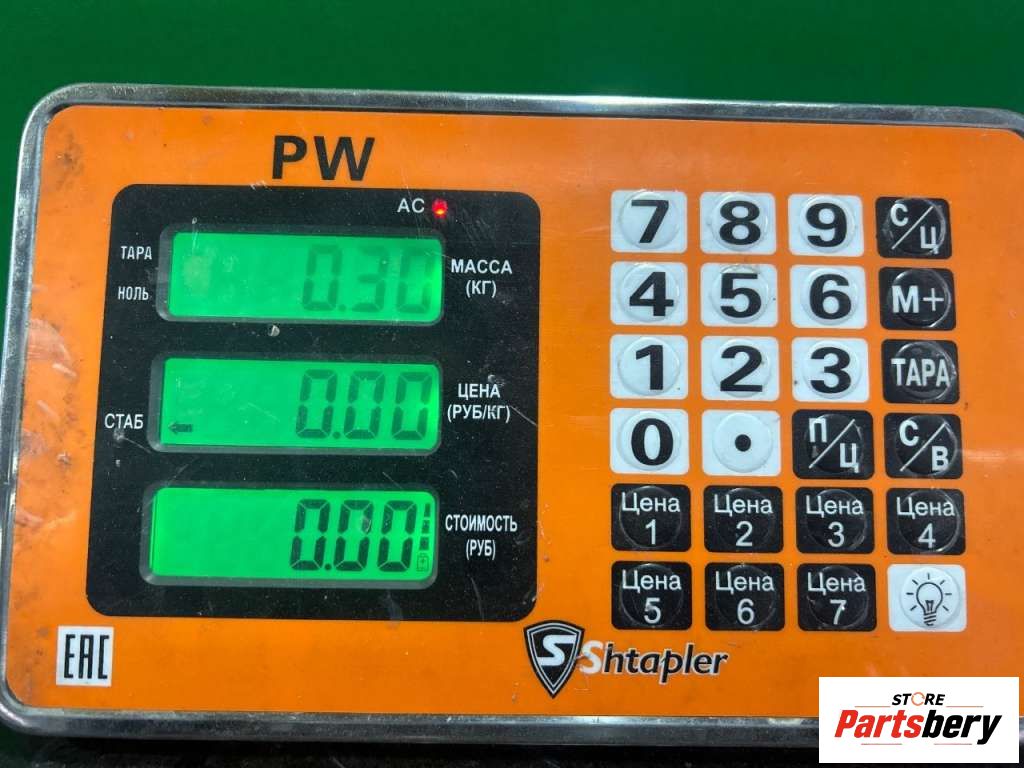 PW
AC
ТАРА
НОЛЬ
0.30
МАССА
(КГ)
СТАБ
0.00
ЦЕНА
(РУБ/КГ)
0.00
СТОИМОСТЬ
(РУБ)
7 8 9 С/Ц
4 5 6 М+
1 2 3 ТАРА
0 • П/Ц С/В
Цена 1 Цена 2 Цена 3 Цена 4
Цена 5 Цена 6 Цена 7
EAC
S Shtapler
STORE
Partsbery